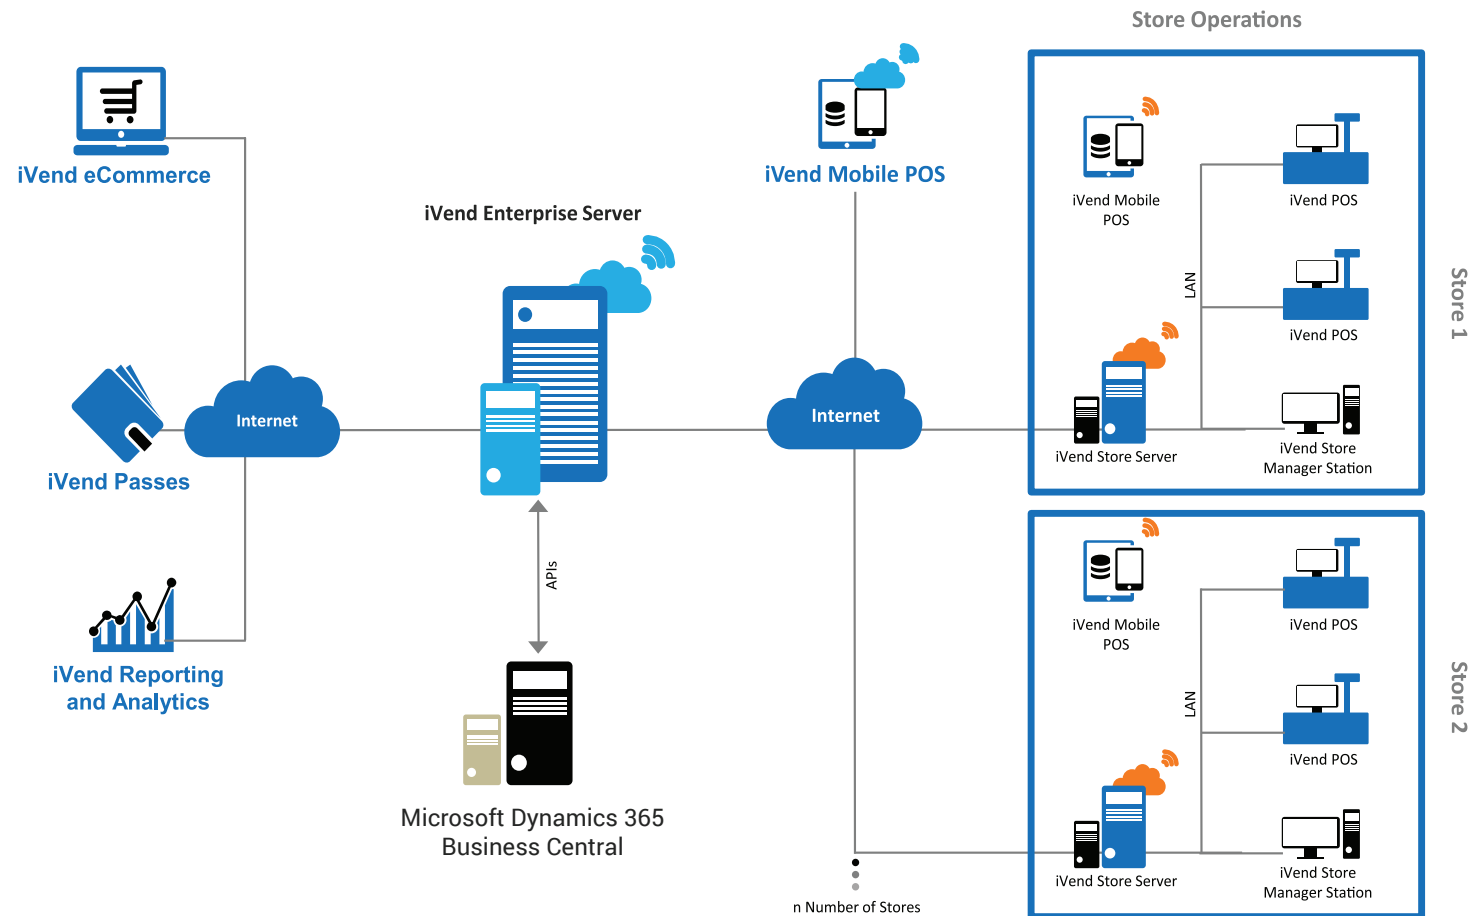 Store Operations
iVend eCommerce
iVend Passes
iVend Reporting
and Analytics
Internet
iVend Enterprise Server
APIs
Microsoft Dynamics 365
Business Central
iVend Mobile POS
Internet
n Number of Stores
iVend Mobile
POS
iVend POS
LAN
iVend POS
iVend Store Server
iVend Store
Manager Station
Store 1
iVend Mobile
POS
iVend POS
LAN
iVend POS
iVend Store Server
iVend Store
Manager Station
Store 2